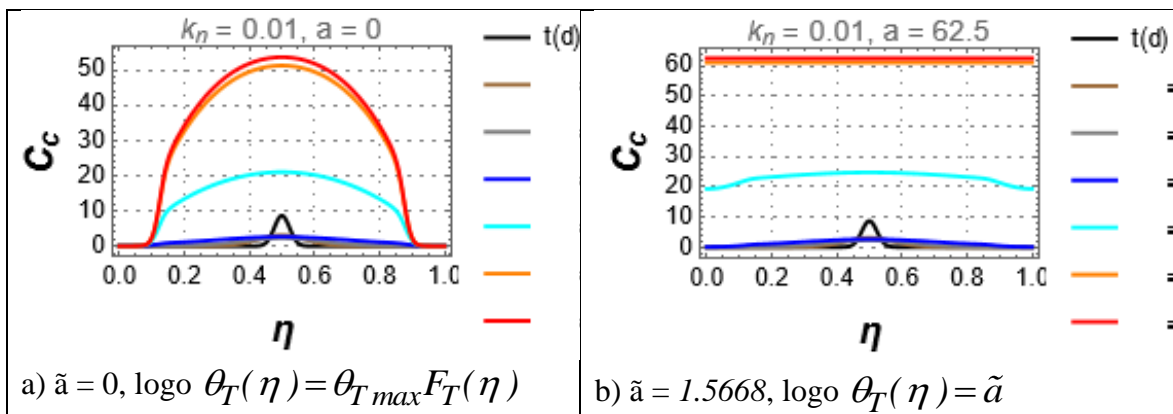 k_n = 0.01, a = 0
C_c
50
40
30
20
10
0
0.0 0.2 0.4 0.6 0.8 1.0
η
t(d)
a) ã = 0, logo θ_T(η) = θ_{T max}F_T(η)
k_n = 0.01, a = 62.5
C_c
60
50
40
30
20
10
0
0.0 0.2 0.4 0.6 0.8 1.0
η
t(d)
=
=
=
=
=
=
b) ã = 1.5668, logo θ_T(η) = ã